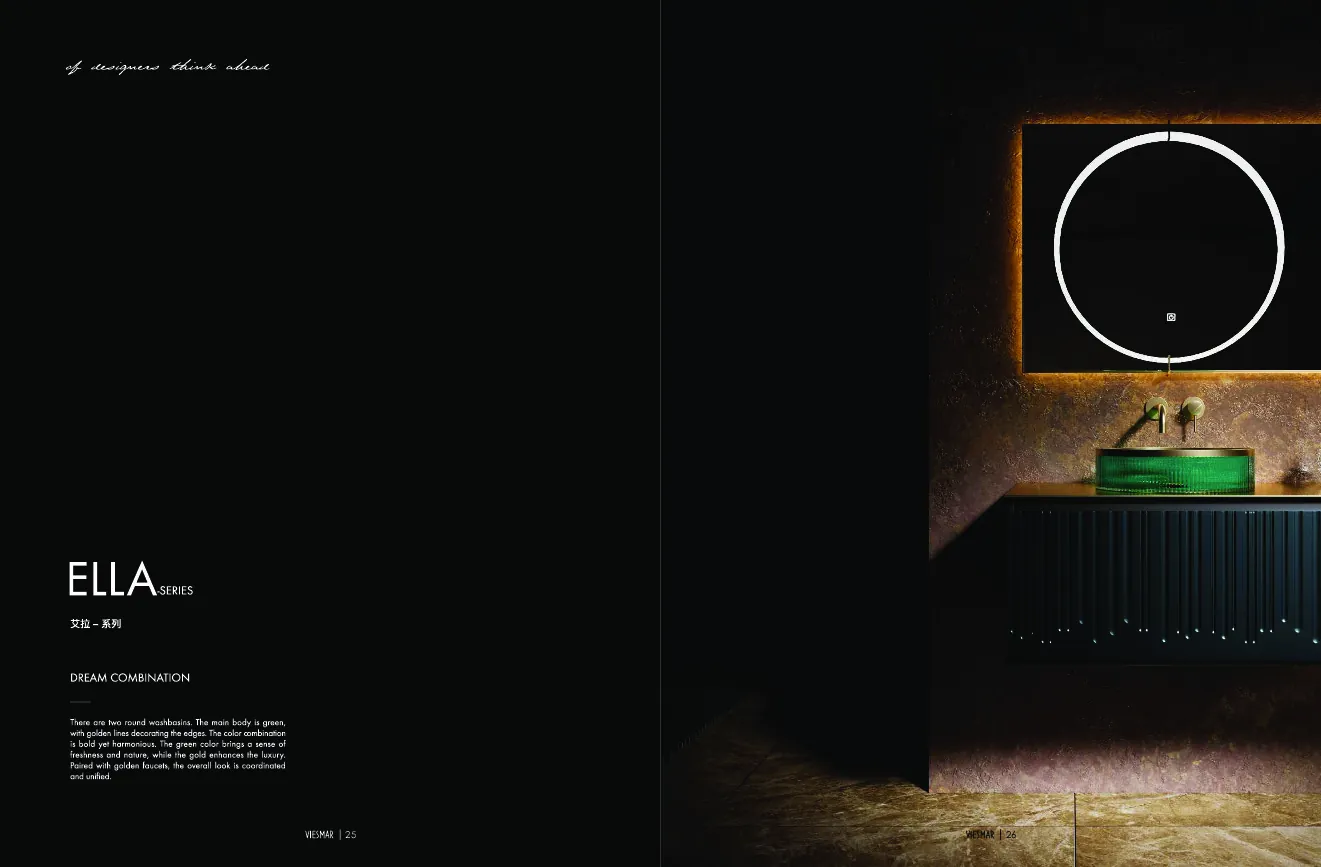 of designers think ahead
ELLA-SERIES
艾拉 – 系列
DREAM COMBINATION
There are two round washbasins. The main body is green,
with golden lines decorating the edges. The color combination
is bold yet harmonious. The green color brings a sense of
freshness and nature, while the gold enhances the luxury.
Paired with golden faucets, the overall look is coordinated
and unified.
VIESMAR | 25
VIESMAR | 26